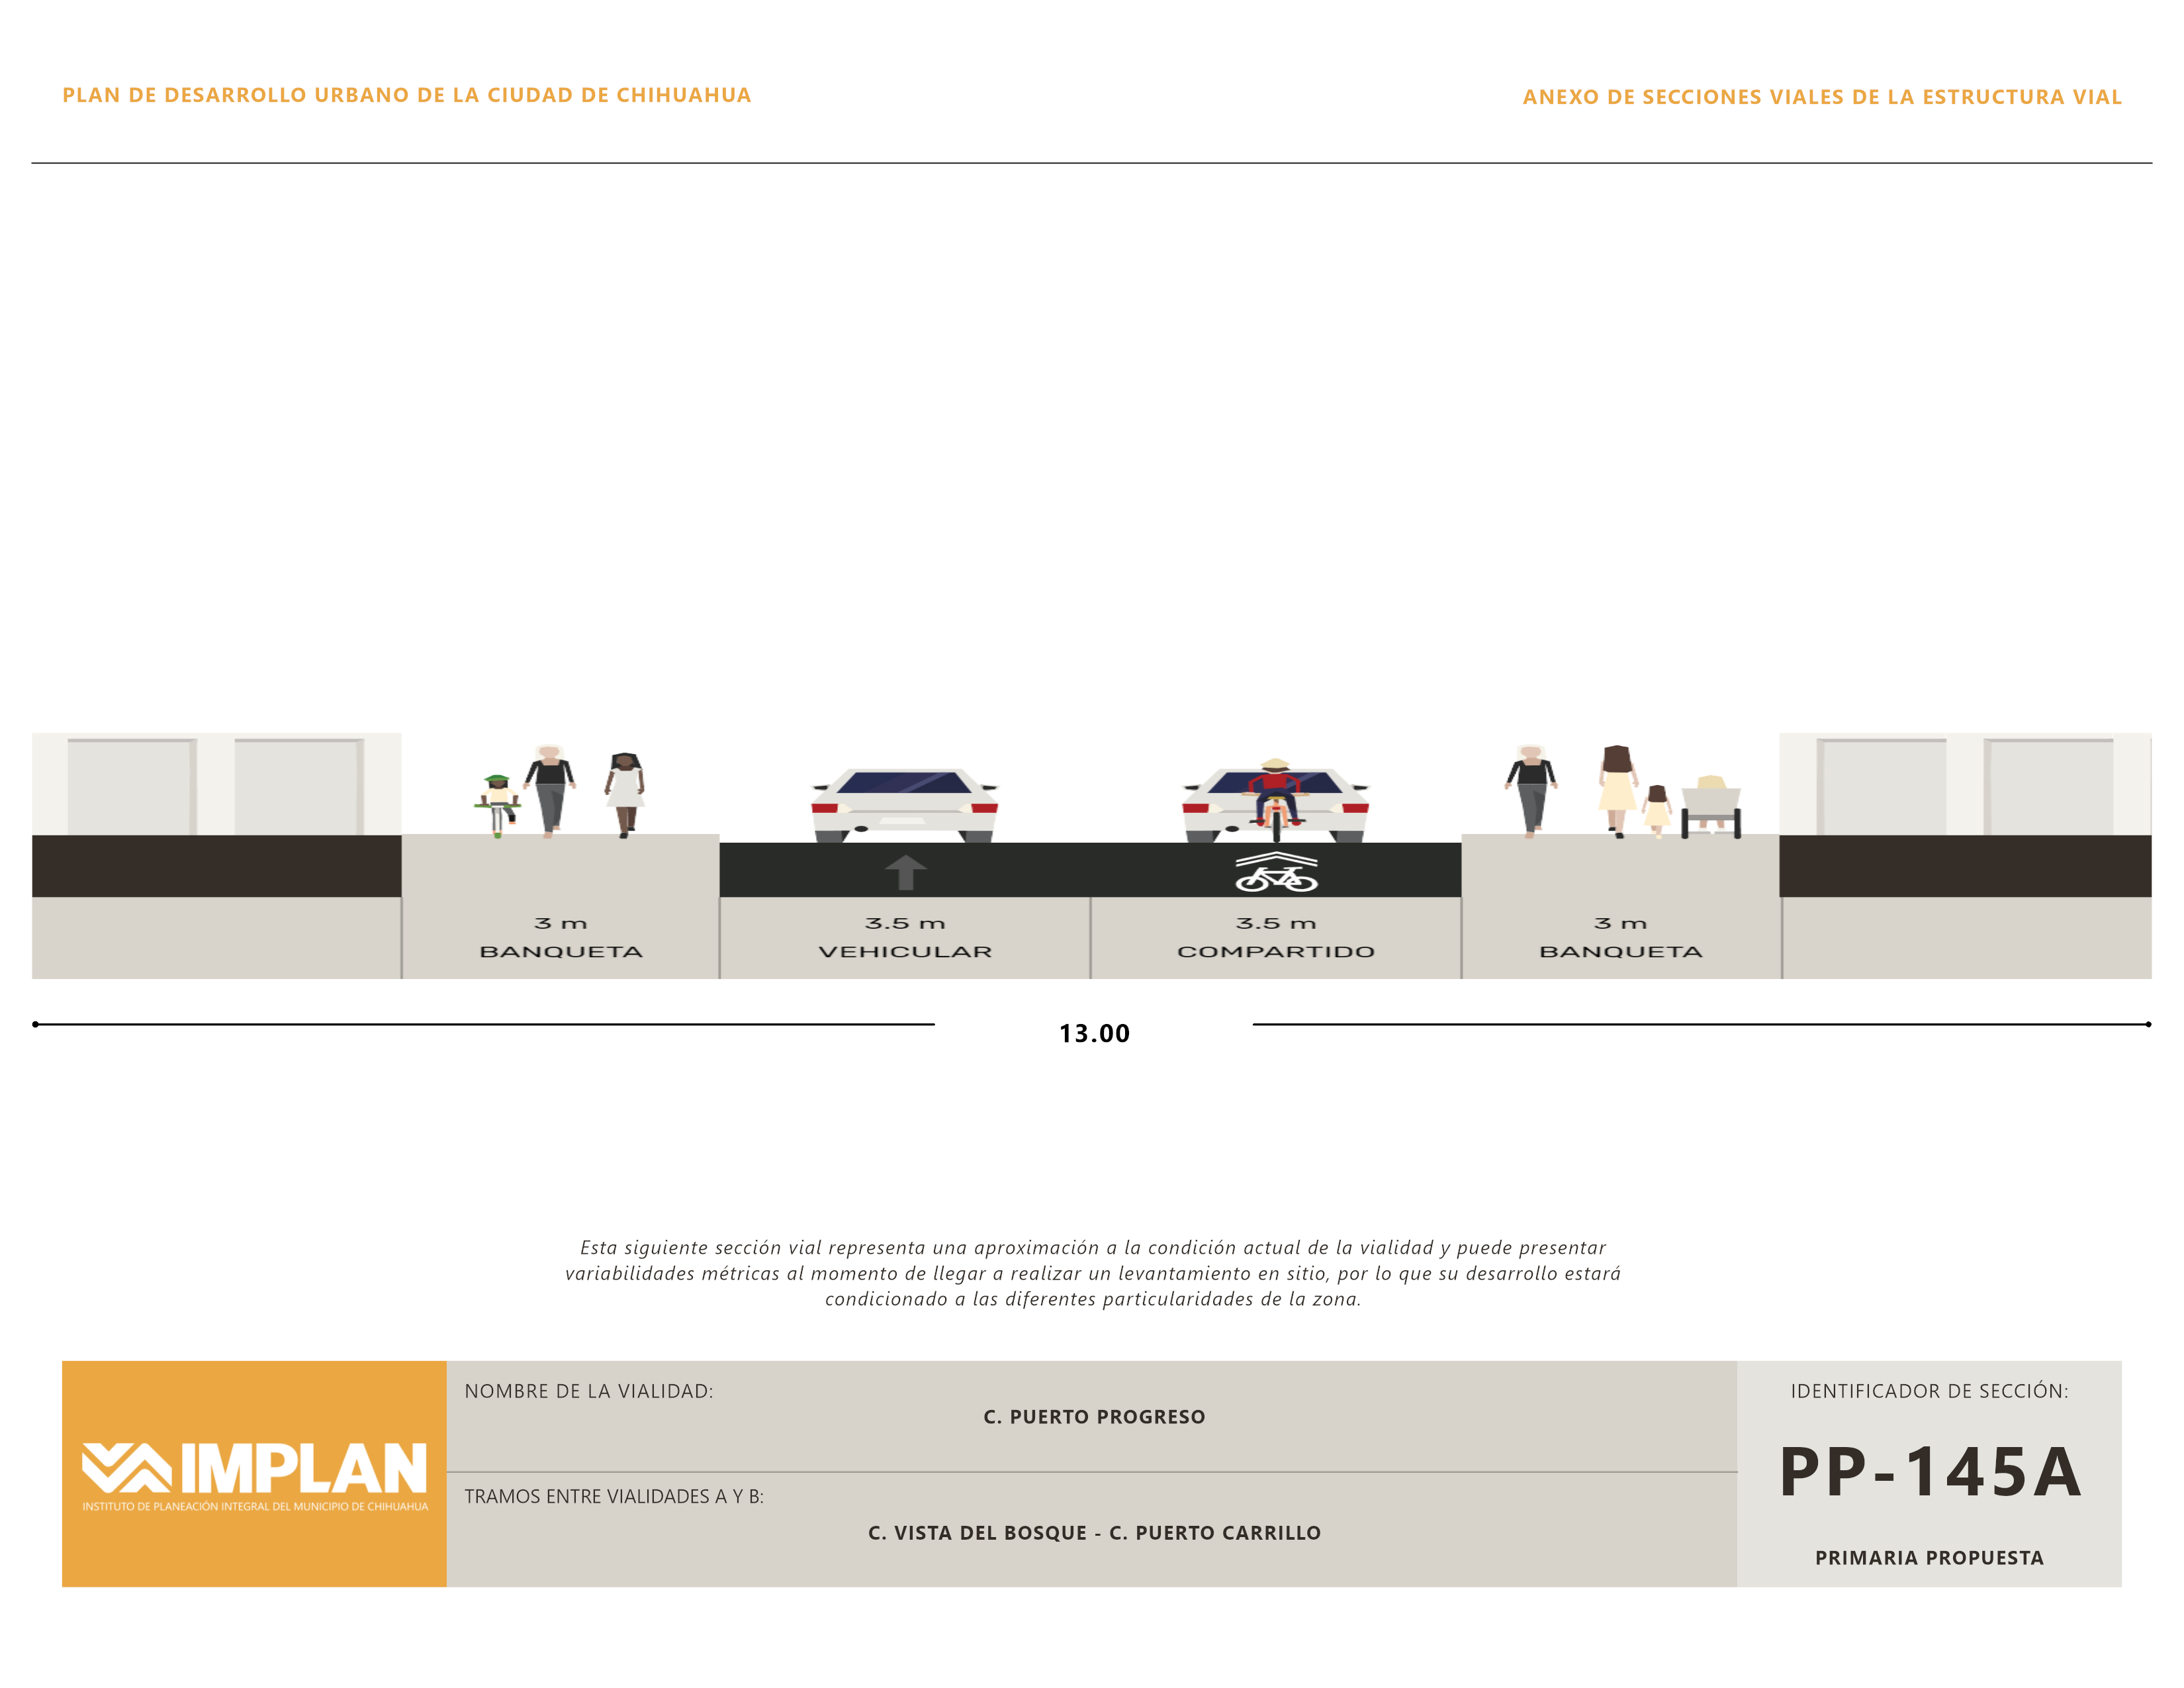 PLAN DE DESARROLLO URBANO DE LA CIUDAD DE CHIHUAHUA
ANEXO DE SECCIONES VIALES DE LA ESTRUCTURA VIAL
3 m
BANQUETA
3.5 m
VEHICULAR
3.5 m
COMPARTIDO
3 m
BANQUETA
13.00
Esta siguiente sección vial representa una aproximación a la condición actual de la vialidad y puede presentar
variabilidades métricas al momento de llegar a realizar un levantamiento en sitio, por lo que su desarrollo estará
condicionado a las diferentes particularidades de la zona.
IMPLAN
INSTITUTO DE PLANEACIÓN INTEGRAL DEL MUNICIPIO DE CHIHUAHUA
NOMBRE DE LA VIALIDAD:
C. PUERTO PROGRESO
TRAMOS ENTRE VIALIDADES A Y B:
C. VISTA DEL BOSQUE - C. PUERTO CARRILLO
IDENTIFICADOR DE SECCIÓN:
PP-145A
PRIMARIA PROPUESTA